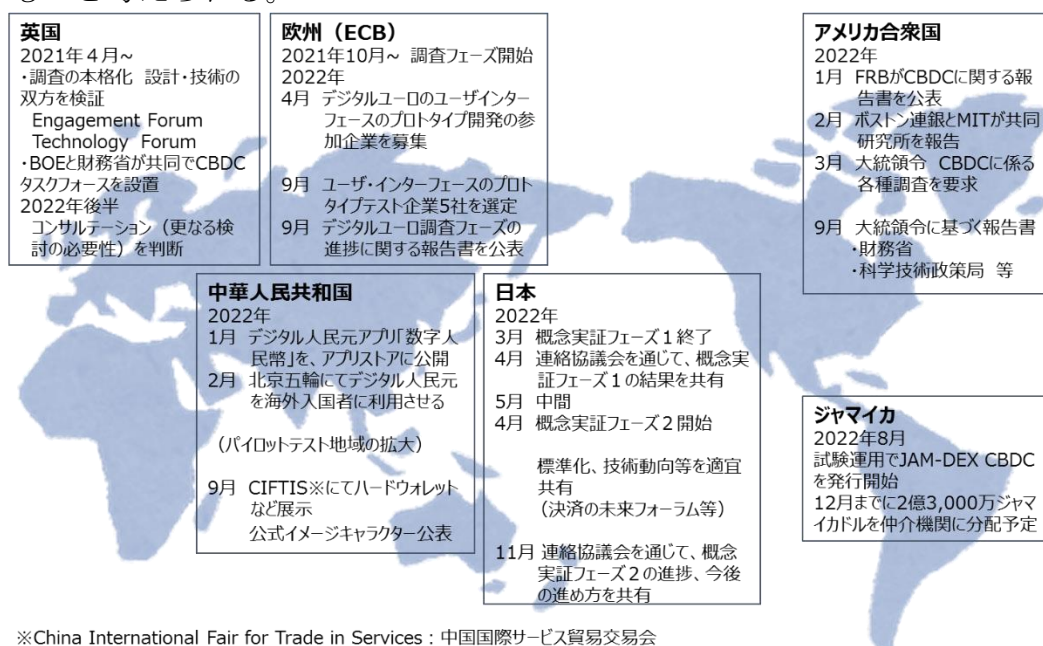 英国
2021年4月~
・調査の本格化 設計・技術の
双方を検証
Engagement Forum
Technology Forum
・BOEと財務省が共同でCBDC
タスクフォースを設置
2022年後半
コンサルテーション（更なる検
討の必要性）を判断
欧州（ECB）
2021年10月~ 調査フェーズ開始
2022年
4月 デジタルユーロのユーザインター
フェースのプロトタイプ開発の参
加企業を募集
9月 ユーザ・インターフェースのプロト
タイプテスト企業5社を選定
9月 デジタルユーロ調査フェーズの
進捗に関する報告書を公表
アメリカ合衆国
2022年
1月 FRBがCBDCに関する報
告書を公表
2月 ボストン連銀とMITが共同
研究所を報告
3月 大統領令 CBDCに係る
各種調査を要求
9月 大統領令に基づく報告書
・財務省
・科学技術政策局 等
中華人民共和国
2022年
1月 デジタル人民元アプリ「数字人
民幣」を、アプリストアに公開
2月 北京五輪にてデジタル人民元
を海外入国者に利用させる
（パイロットテスト地域の拡大）
9月 CIFTIS※にてハードウォレット
など展示
公式イメージキャラクター公表
日本
2022年
3月 概念実証フェーズ1終了
4月 連絡協議会を通じて、概念実
証フェーズ1の結果を共有
5月 中間
4月 概念実証フェーズ2開始
標準化、技術動向等を適宜
共有
（決済の未来フォーラム等）
11月 連絡協議会を通じて、概念
実証フェーズ2の進捗、今後
の進め方を共有
ジャマイカ
2022年8月
試験運用でJAM-DEX CBDC
を発行開始
12月までに2億3,000万ジャマ
イカドルを仲介機関に分配予定
※China International Fair for Trade in Services：中国国際サービス貿易交易会